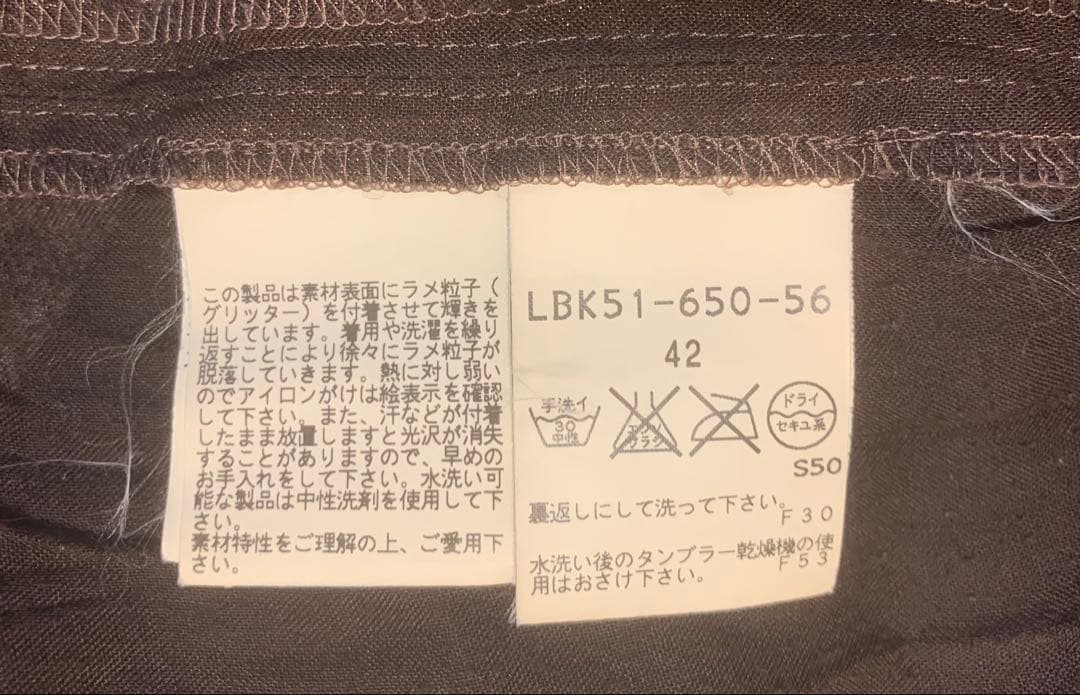 この製品は素材表面にラメ粒子(
グリッター)を付着させて輝きを
出しています。着用や洗濯を繰り
返すことにより徐々にラメ粒子が
脱落していきます。熱に対し弱い
のでアイロンがけは絵表示を確認
して下さい。また、汗などが付着
したまま放置しますと光沢が消失
することがありますので、早めの
お手入れをして下さい。水洗い可
能な製品は中性洗剤を使用して下
さい。
素材特性をご理解の上、ご愛用下
さい。
LBK51-650-56
42
手洗イ
30
中性
エンソ
サラシ
ドライ
セキユ系
S50
裏返しにして洗って下さい。
F30
水洗い後のタンブラー乾燥機の使
用はおさけ下さい。
F53